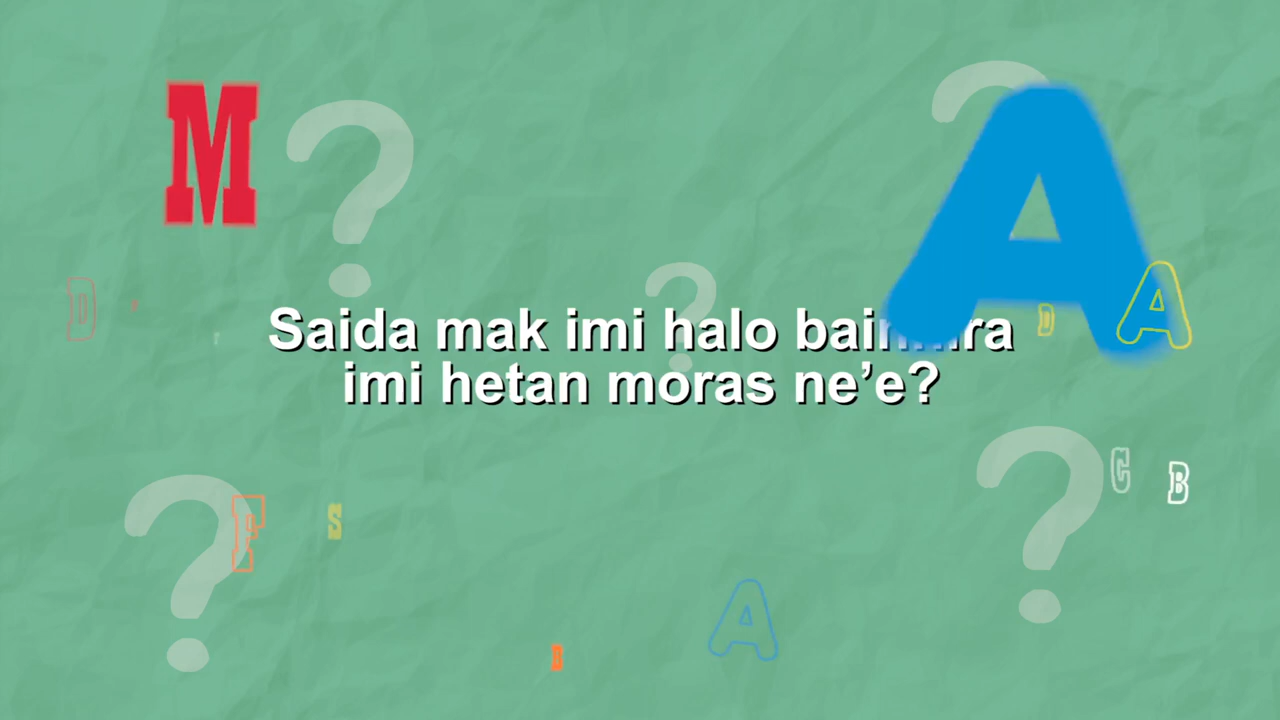 M
A
D
D
A
Saida mak imi halo
imi hetan moras ne’e?
C
B
F
S
A